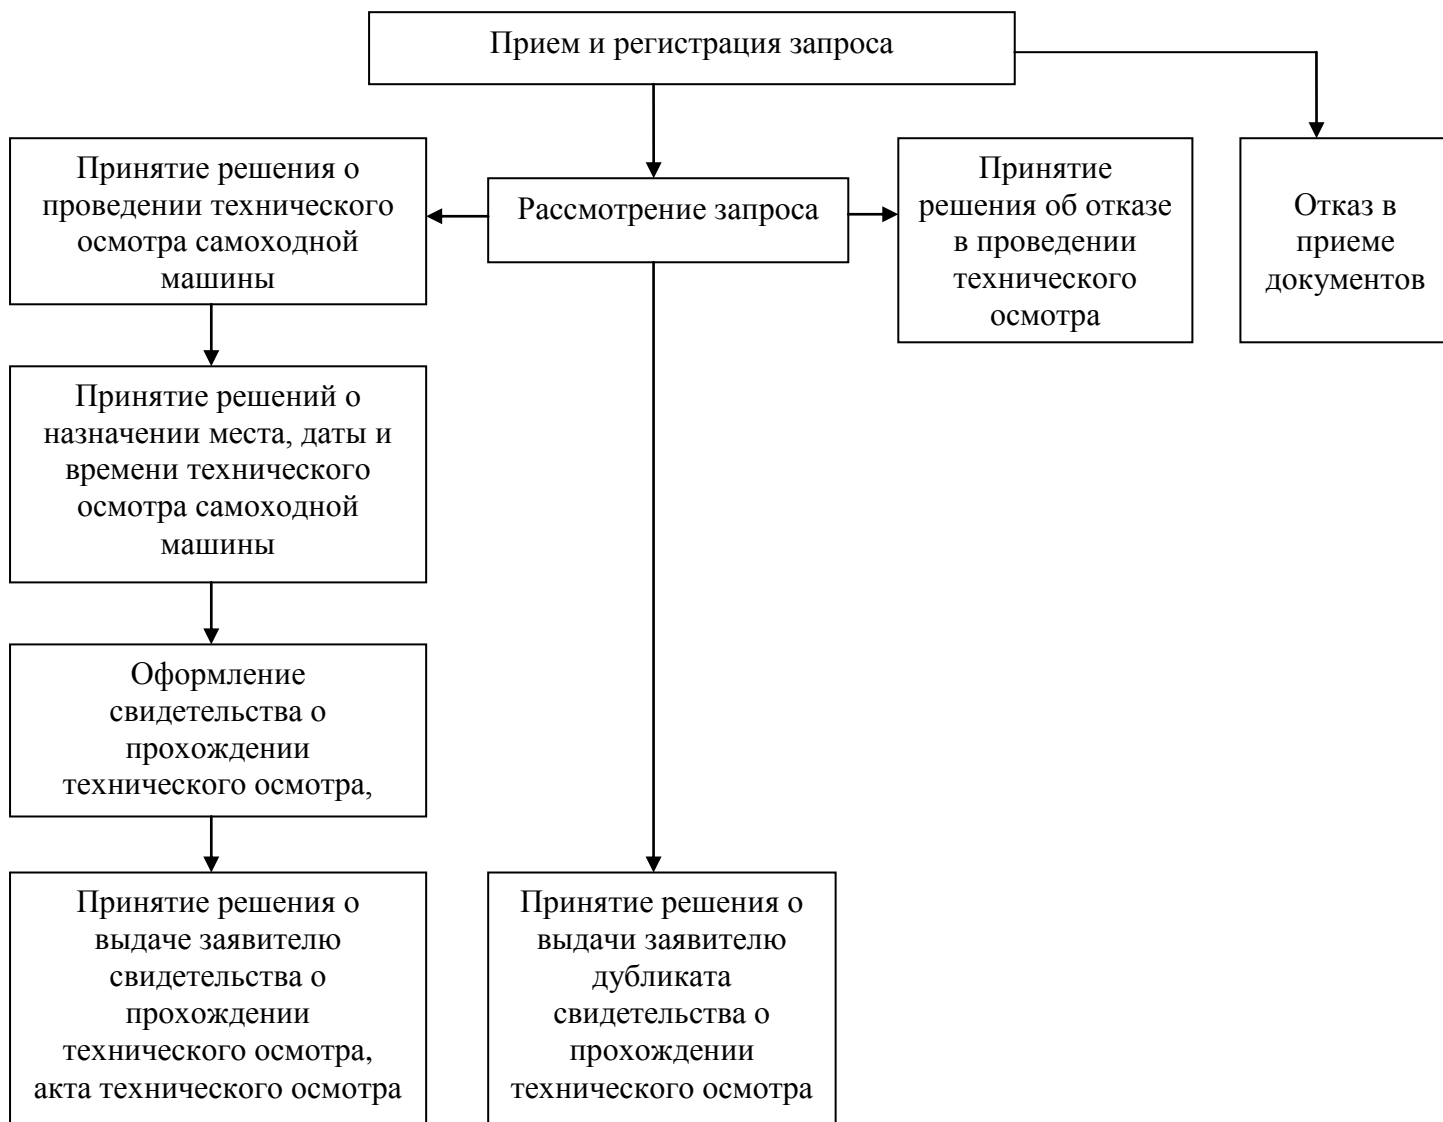 Прием и регистрация запроса
Принятие решения о
проведении технического
осмотра самоходной
машины
Рассмотрение запроса
Принятие
решения об отказе
в проведении
технического
осмотра
Отказ в
приеме
документов
Принятие решений о
назначении места, даты и
времени технического
осмотра самоходной
машины
Оформление
свидетельства о
прохождении
технического осмотра,
Принятие решения о
выдаче заявителю
свидетельства о
прохождении
технического осмотра,
акта технического осмотра
Принятие решения о
выдачи заявителю
дубликата
свидетельства о
прохождении
технического осмотра